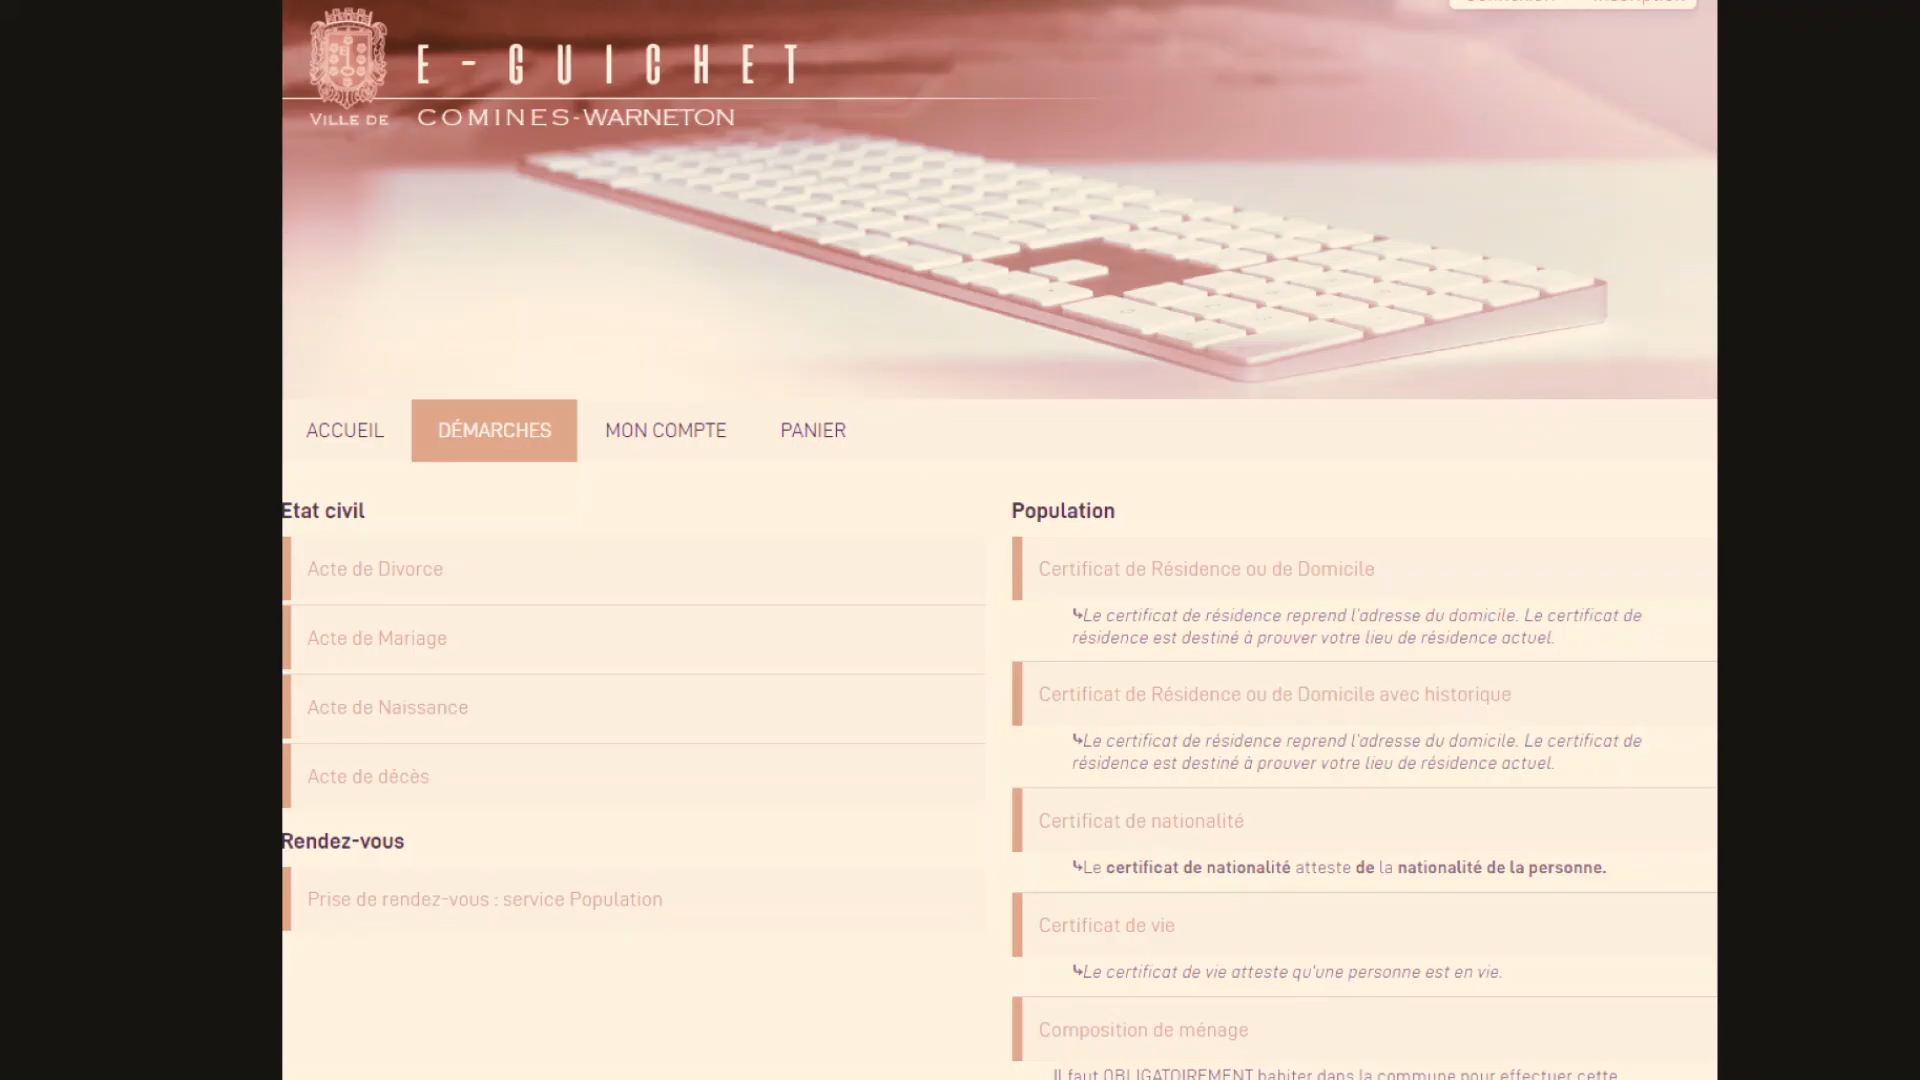 Connexion Inscription
E-GUICHET
VILLE DE COMINES-WARNETON
ACCUEIL DÉMARCHES MON COMPTE PANIER
Etat civil
Acte de Divorce
Acte de Mariage
Acte de Naissance
Acte de décès
Rendez-vous
Prise de rendez-vous : service Population
Population
Certificat de Résidence ou de Domicile
Le certificat de résidence reprend l'adresse du domicile. Le certificat de
résidence est destiné à prouver votre lieu de résidence actuel.
Certificat de Résidence ou de Domicile avec historique
Le certificat de résidence reprend l'adresse du domicile. Le certificat de
résidence est destiné à prouver votre lieu de résidence actuel.
Certificat de nationalité
Le certificat de nationalité atteste de la nationalité de la personne.
Certificat de vie
Le certificat de vie atteste qu'une personne est en vie.
Composition de ménage
Il faut OBLIGATOIREMENT habiter dans la commune pour effectuer cette